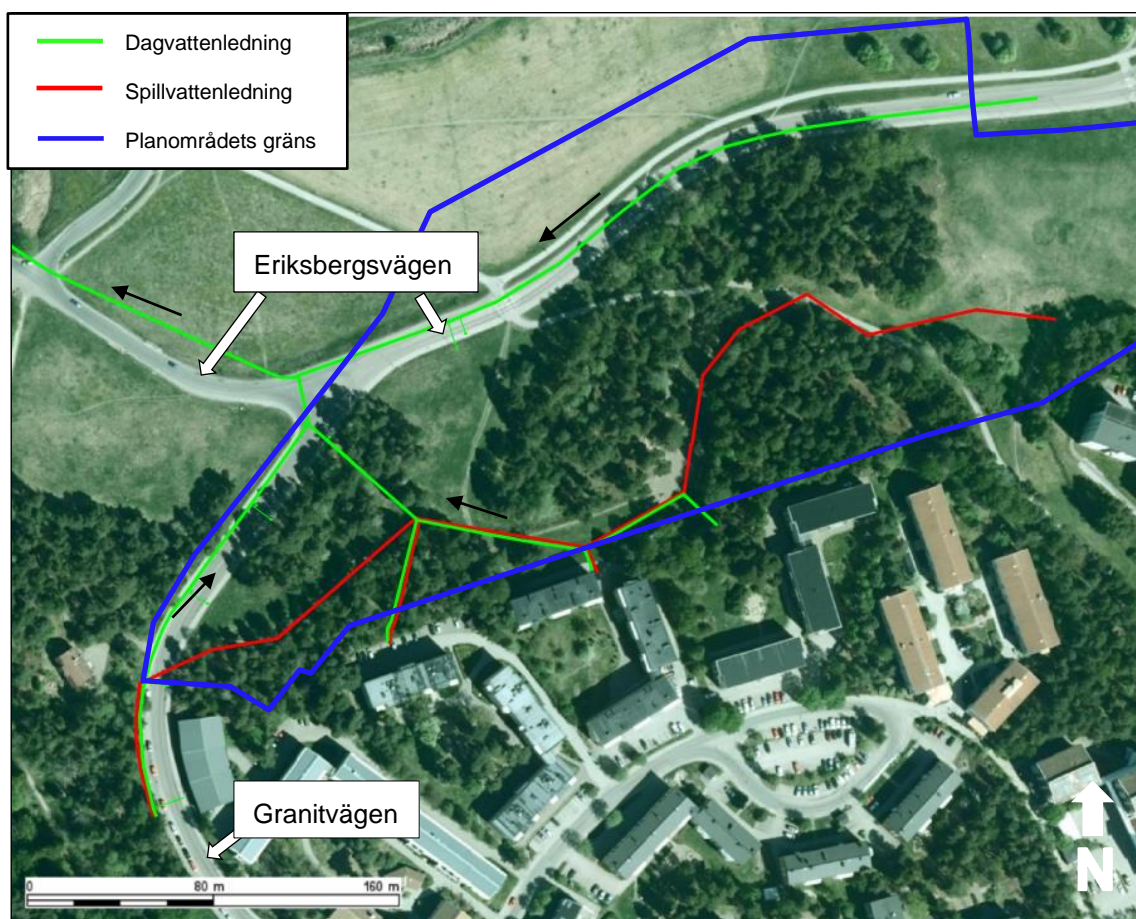 Dagvattenledning
Spillvattenledning
Planområdets gräns
Eriksbergsvägen
Granitvägen
0 80 m 160 m
N